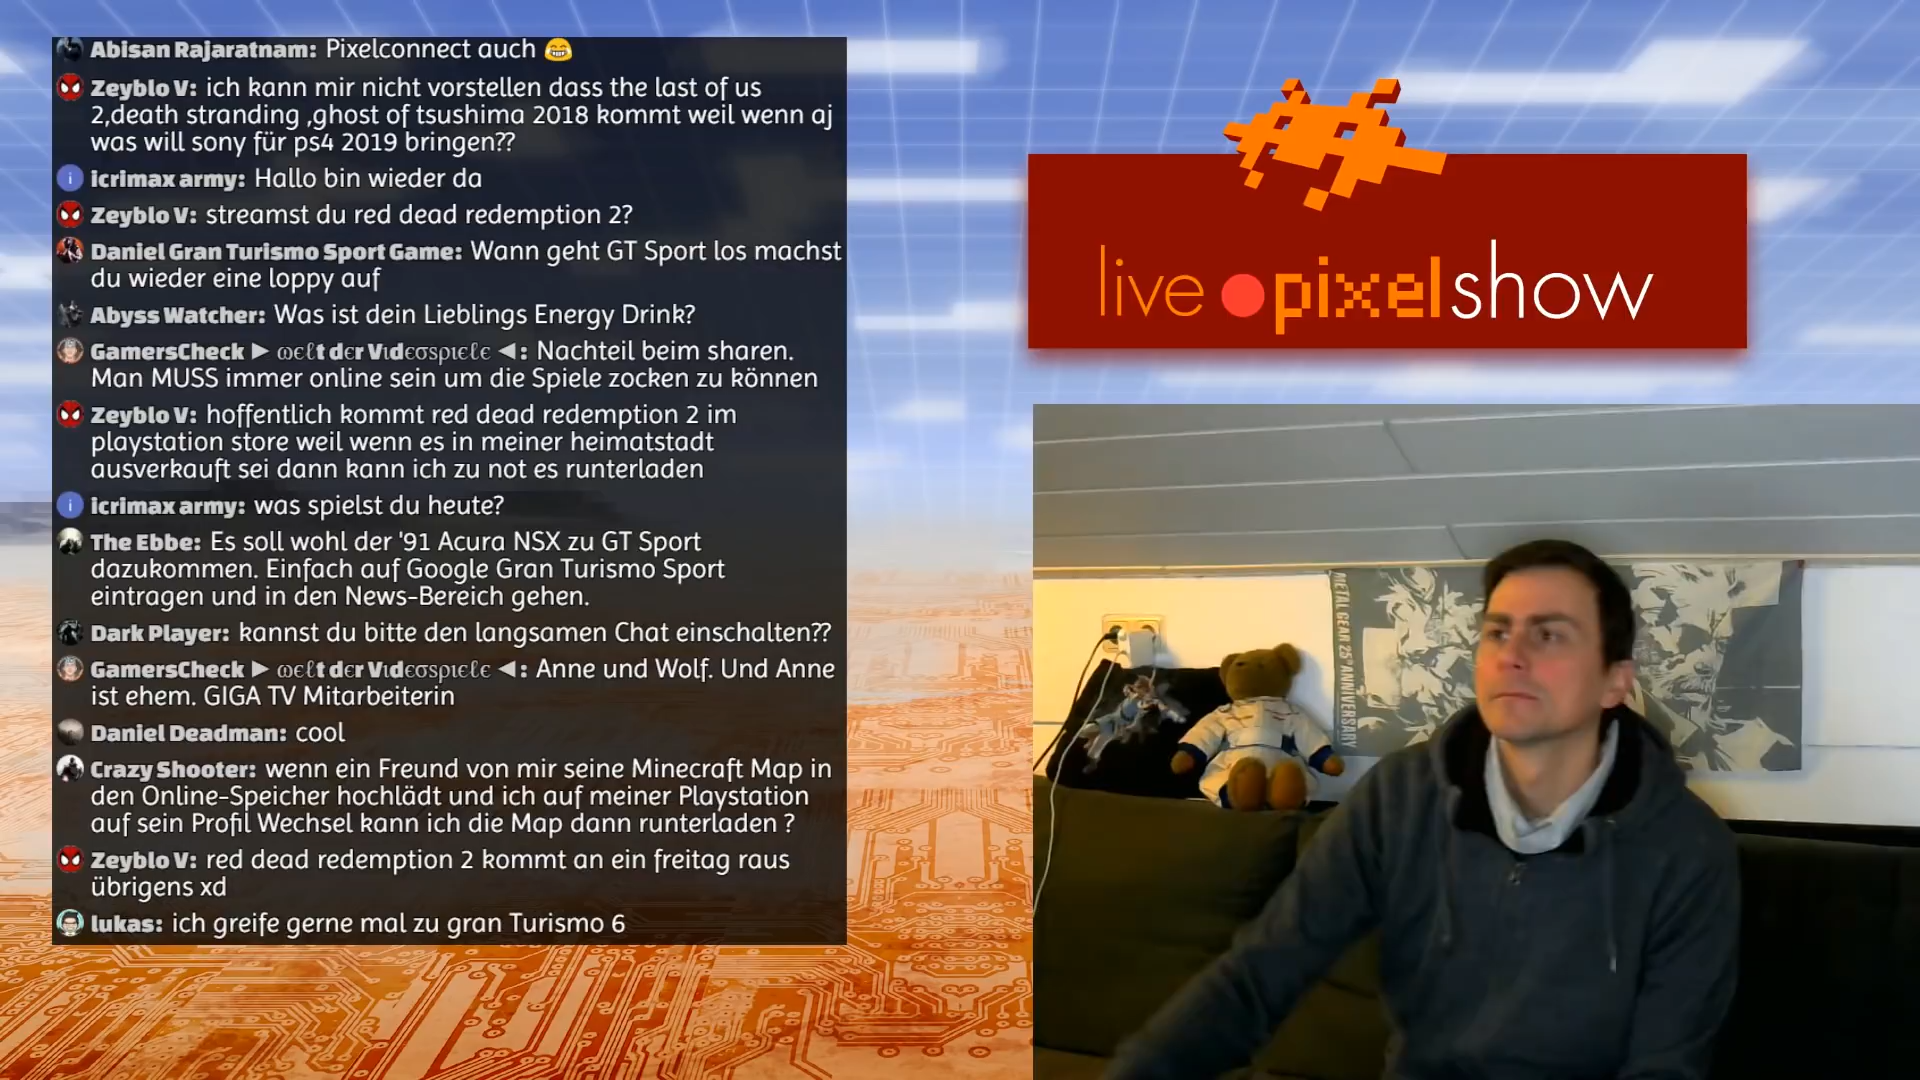 Abisan Rajaratnam: Pixelconnect auch 😂
Zeyblo V: ich kann mir nicht vorstellen dass the last of us
2,death stranding ,ghost of tsushima 2018 kommt weil wenn aj
was will sony für ps4 2019 bringen??
icrimax army: Hallo bin wieder da
Zeyblo V: streamst du red dead redemption 2?
Daniel Gran Turismo Sport Game: Wann geht GT Sport los machst
du wieder eine loppy auf
Abyss Watcher: Was ist dein Lieblings Energy Drink?
GamersCheck ▶ ωєℓt dєr Vιdєσѕριєℓє ◀: Nachteil beim sharen.
Man MUSS immer online sein um die Spiele zocken zu können
Zeyblo V: hoffentlich kommt red dead redemption 2 im
playstation store weil wenn es in meiner heimatstadt
ausverkauft sei dann kann ich zu not es runterladen
icrimax army: was spielst du heute?
The Ebbe: Es soll wohl der '91 Acura NSX zu GT Sport
dazukommen. Einfach auf Google Gran Turismo Sport
eintragen und in den News-Bereich gehen.
Dark Player: kannst du bitte den langsamen Chat einschalten??
GamersCheck ▶ ωєℓt dєr Vιdєσѕριєℓє ◀: Anne und Wolf. Und Anne
ist ehem. GIGA TV Mitarbeiterin
Daniel Deadman: cool
Crazy Shooter: wenn ein Freund von mir seine Minecraft Map in
den Online-Speicher hochlädt und ich auf meiner Playstation
auf sein Profil Wechsel kann ich die Map dann runterladen ?
Zeyblo V: red dead redemption 2 kommt an ein freitag raus
übrigens xd
lukas: ich greife gerne mal zu gran Turismo 6
live pixelshow
METAL GEAR 25th ANNIVERSARY